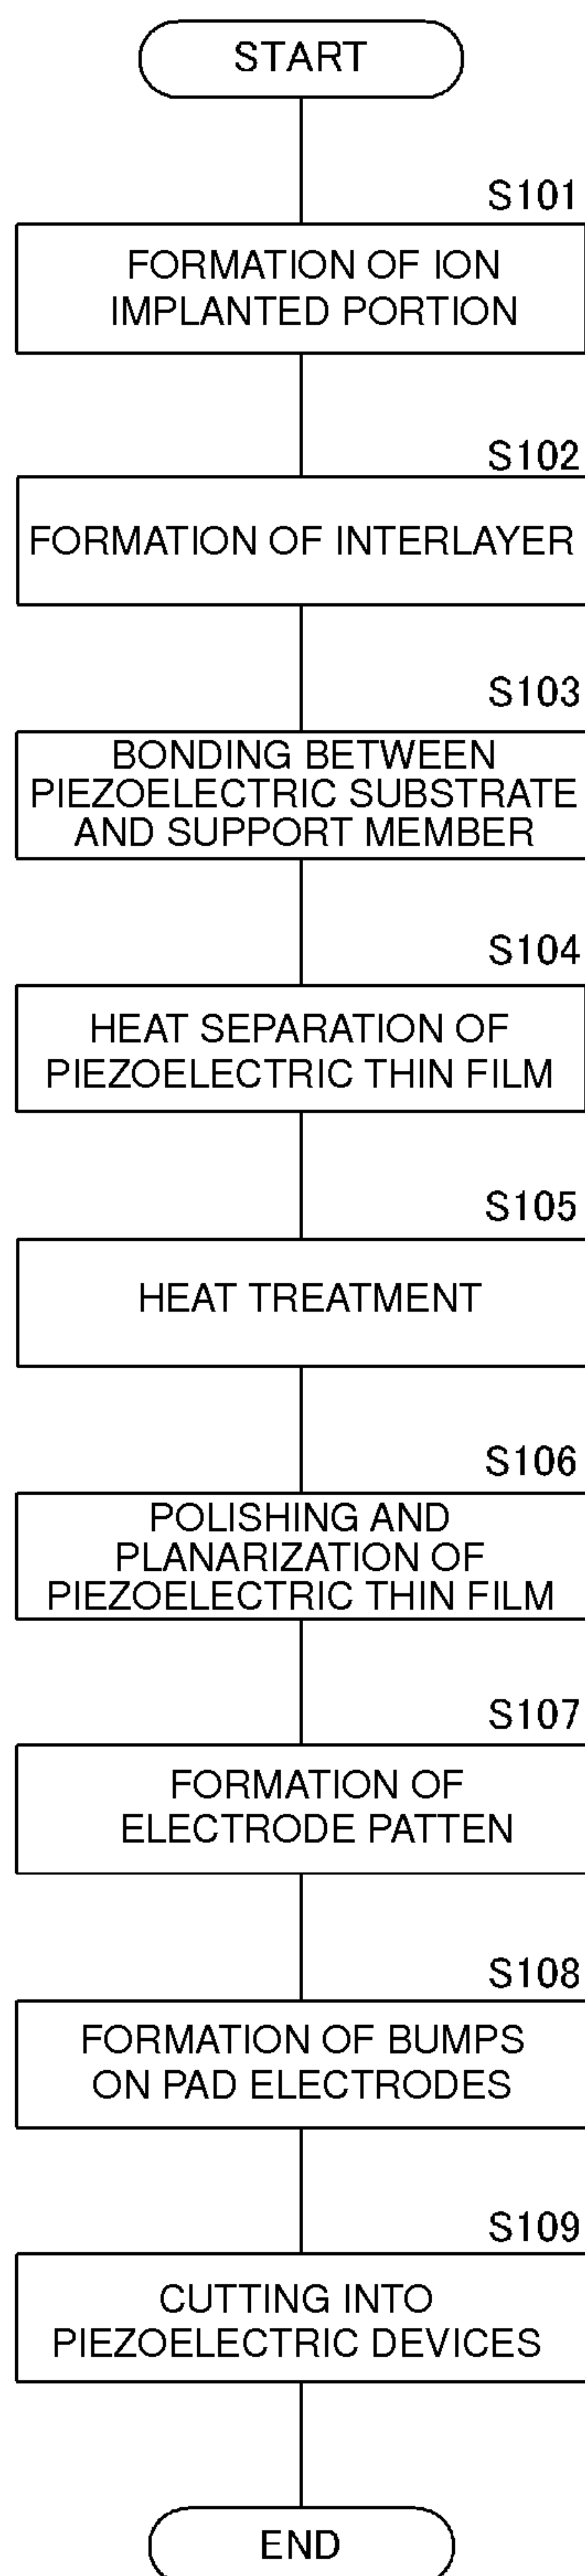 START
S101
FORMATION OF ION
IMPLANTED PORTION
S102
FORMATION OF INTERLAYER
S103
BONDING BETWEEN
PIEZOELECTRIC SUBSTRATE
AND SUPPORT MEMBER
S104
HEAT SEPARATION OF
PIEZOELECTRIC THIN FILM
S105
HEAT TREATMENT
S106
POLISHING AND
PLANARIZATION OF
PIEZOELECTRIC THIN FILM
S107
FORMATION OF
ELECTRODE PATTEN
S108
FORMATION OF BUMPS
ON PAD ELECTRODES
S109
CUTTING INTO
PIEZOELECTRIC DEVICES
END